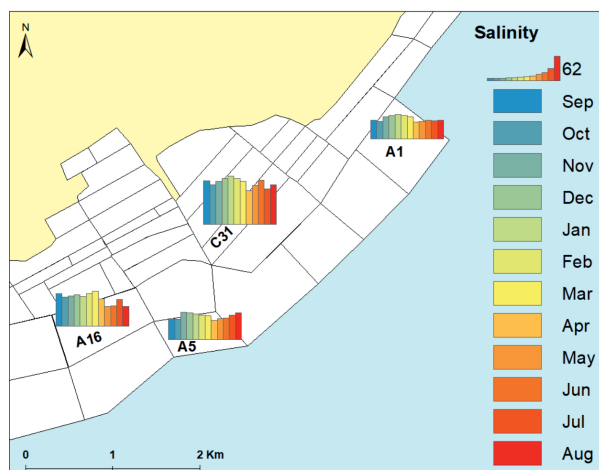 N
Salinity
62
Sep
Oct
Nov
Dec
Jan
Feb
Mar
Apr
May
Jun
Jul
Aug
A1
C31
A16
A5
0 1 2 Km